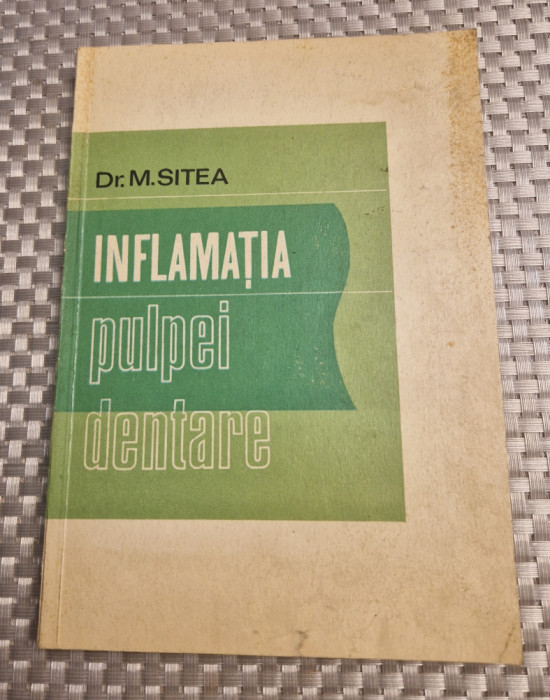 Dr. M. SITEA
INFLAMAȚIA
pulpei
dentare